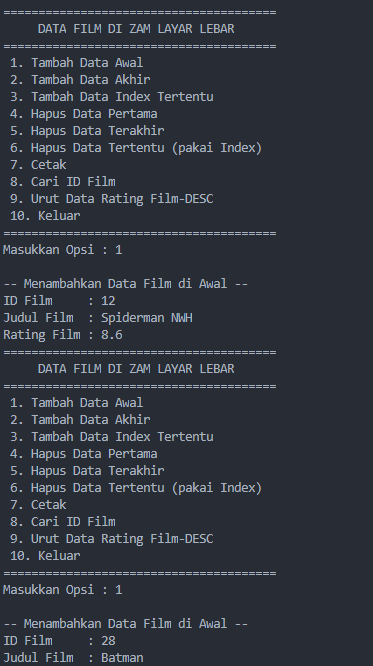 =======================================
DATA FILM DI ZAM LAYAR LEBAR
=======================================
1. Tambah Data Awal
2. Tambah Data Akhir
3. Tambah Data Index Tertentu
4. Hapus Data Pertama
5. Hapus Data Terakhir
6. Hapus Data Tertentu (pakai Index)
7. Cetak
8. Cari ID Film
9. Urut Data Rating Film-DESC
10. Keluar
=======================================
Masukkan Opsi : 1
-- Menambahkan Data Film di Awal --
ID Film     : 12
Judul Film  : Spiderman NWH
Rating Film : 8.6
=======================================
DATA FILM DI ZAM LAYAR LEBAR
=======================================
1. Tambah Data Awal
2. Tambah Data Akhir
3. Tambah Data Index Tertentu
4. Hapus Data Pertama
5. Hapus Data Terakhir
6. Hapus Data Tertentu (pakai Index)
7. Cetak
8. Cari ID Film
9. Urut Data Rating Film-DESC
10. Keluar
=======================================
Masukkan Opsi : 1
-- Menambahkan Data Film di Awal --
ID Film     : 28
Judul Film  : Batman